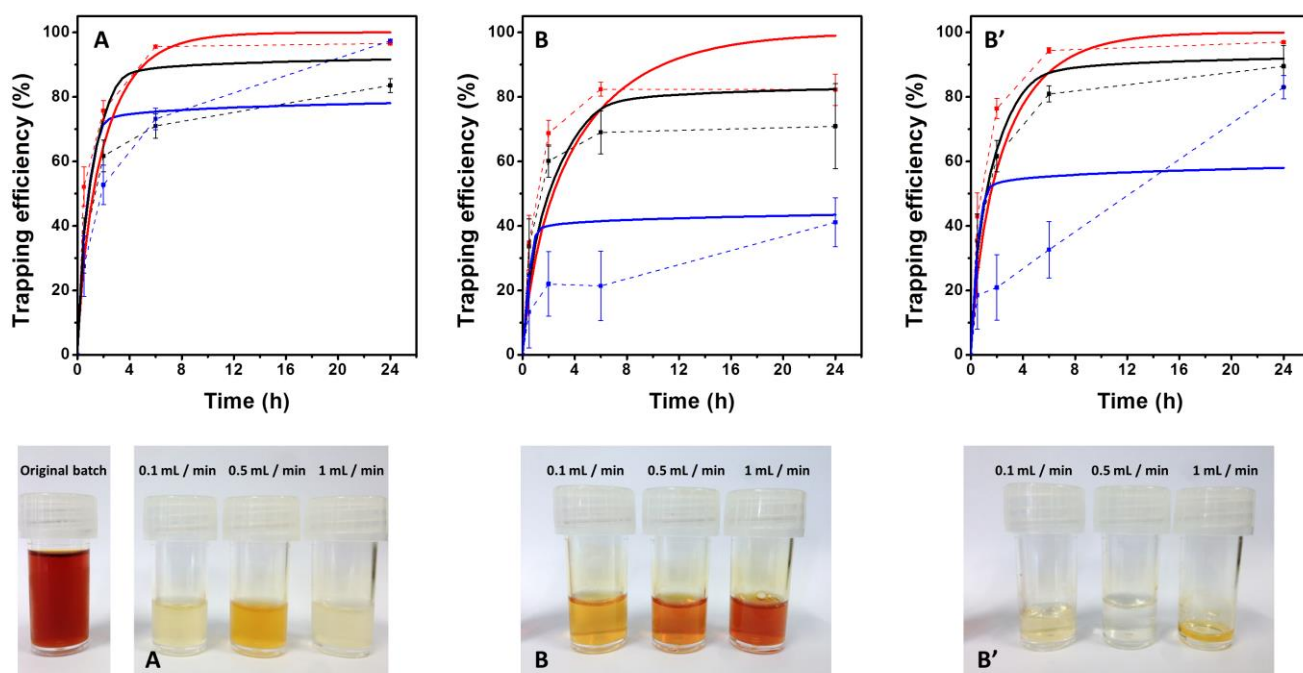 A
Trapping efficiency (%)
100
80
60
40
20
0
0 4 8 12 16 20 24
Time (h)
B
Trapping efficiency (%)
100
80
60
40
20
0
0 4 8 12 16 20 24
Time (h)
B’
Trapping efficiency (%)
100
80
60
40
20
0
0 4 8 12 16 20 24
Time (h)
Original batch
0.1 mL / min 0.5 mL / min 1 mL / min
A
0.1 mL / min 0.5 mL / min 1 mL / min
B
0.1 mL / min 0.5 mL / min 1 mL / min
B’